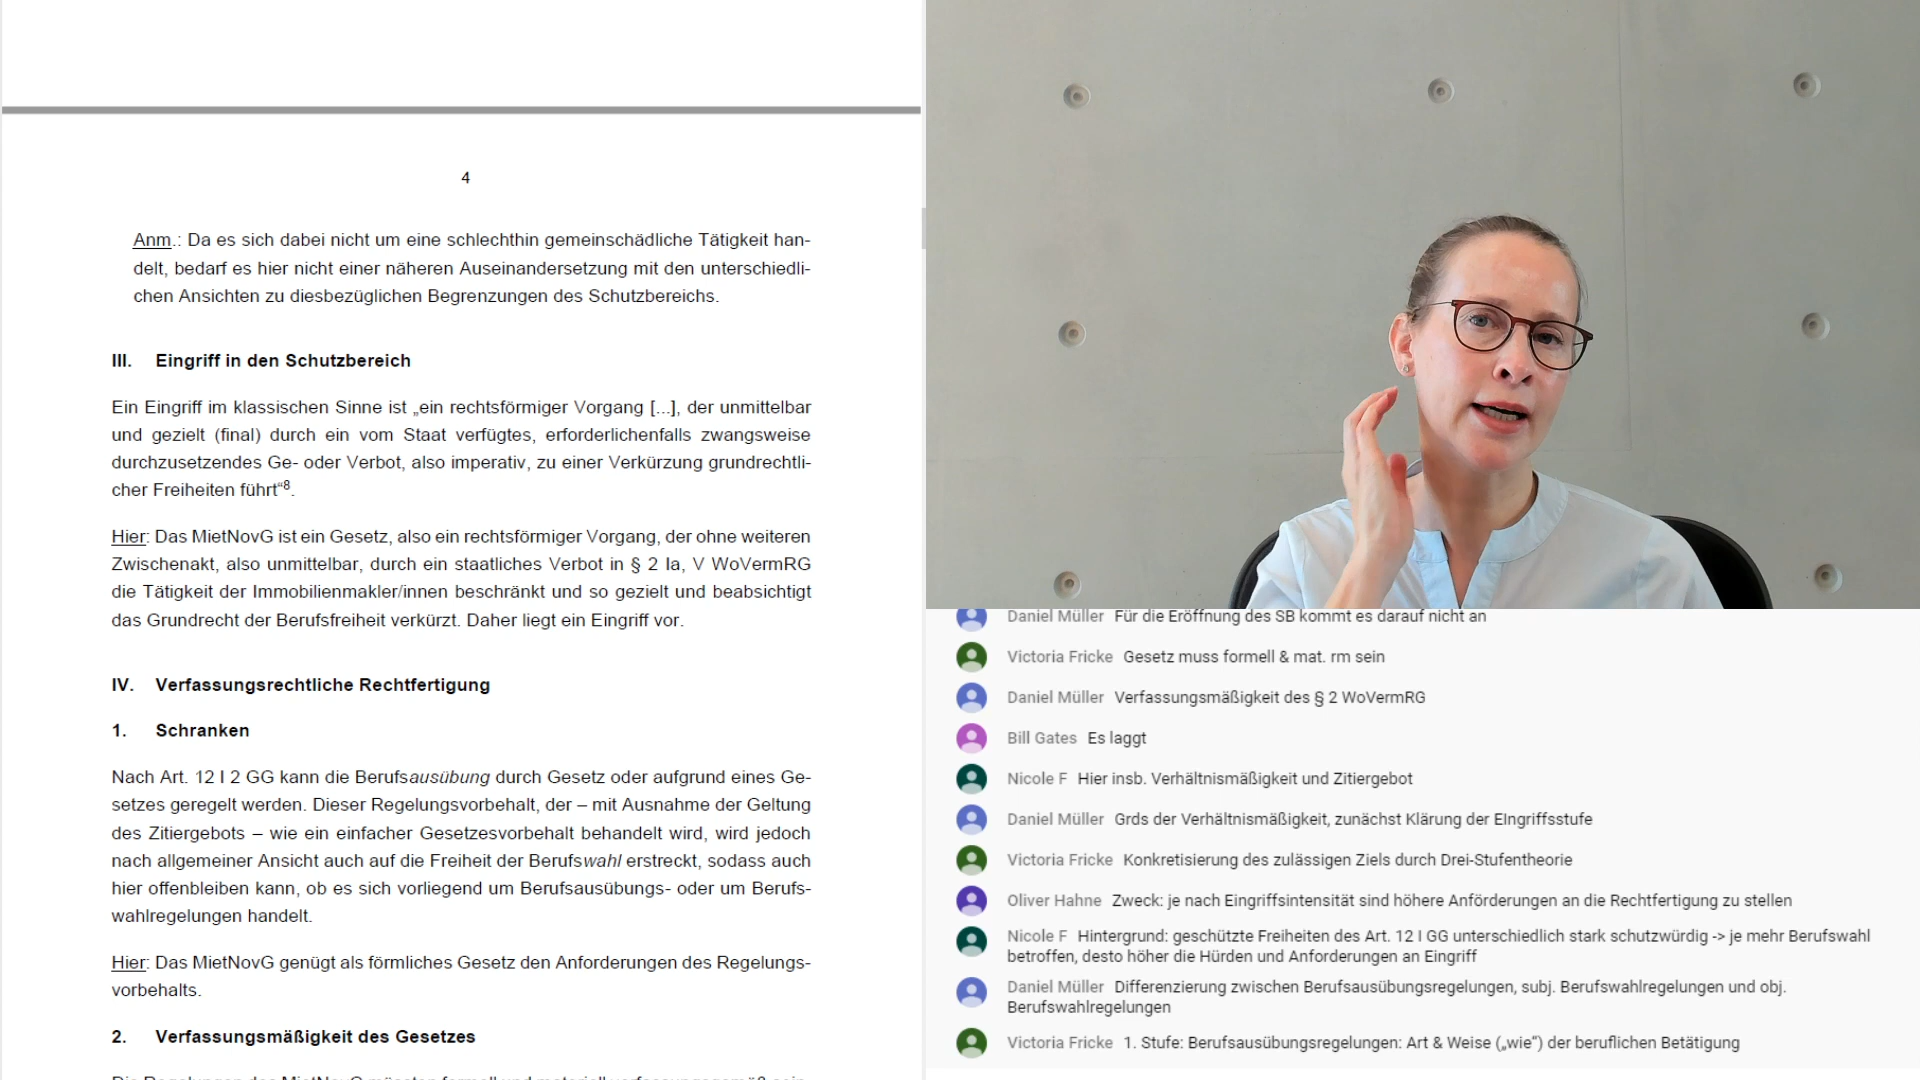 4
Anm.: Da es sich dabei nicht um eine schlechthin gemeinschädliche Tätigkeit han-
delt, bedarf es hier nicht einer näheren Auseinandersetzung mit den unterschiedli-
chen Ansichten zu diesbezüglichen Begrenzungen des Schutzbereichs.
III. Eingriff in den Schutzbereich
Ein Eingriff im klassischen Sinne ist „ein rechtsförmiger Vorgang [...], der unmittelbar
und gezielt (final) durch ein vom Staat verfügtes, erforderlichenfalls zwangsweise
durchzusetzendes Ge- oder Verbot, also imperativ, zu einer Verkürzung grundrechtli-
cher Freiheiten führt“8.
Hier: Das MietNovG ist ein Gesetz, also ein rechtsförmiger Vorgang, der ohne weiteren
Zwischenakt, also unmittelbar, durch ein staatliches Verbot in § 2 Ia, V WoVermRG
die Tätigkeit der Immobilienmakler/innen beschränkt und so gezielt und beabsichtigt
das Grundrecht der Berufsfreiheit verkürzt. Daher liegt ein Eingriff vor.
IV. Verfassungsrechtliche Rechtfertigung
1. Schranken
Nach Art. 12 I 2 GG kann die Berufsausübung durch Gesetz oder aufgrund eines Ge-
setzes geregelt werden. Dieser Regelungsvorbehalt, der – mit Ausnahme der Geltung
des Zitiergebots – wie ein einfacher Gesetzesvorbehalt behandelt wird, wird jedoch
nach allgemeiner Ansicht auch auf die Freiheit der Berufswahl erstreckt, sodass auch
hier offenbleiben kann, ob es sich vorliegend um Berufsausübungs- oder um Berufs-
wahlregelungen handelt.
Hier: Das MietNovG genügt als förmliches Gesetz den Anforderungen des Regelungs-
vorbehalts.
2. Verfassungsmäßigkeit des Gesetzes
Die Regelungen des MietNovG müssten formell und materiell verfassungsgemäß sein.
Daniel Müller Für die Eröffnung des SB kommt es darauf nicht an
Victoria Fricke Gesetz muss formell & mat. rm sein
Daniel Müller Verfassungsmäßigkeit des § 2 WoVermRG
Bill Gates Es laggt
Nicole F Hier insb. Verhältnismäßigkeit und Zitiergebot
Daniel Müller Grds der Verhältnismäßigkeit, zunächst Klärung der EIngriffsstufe
Victoria Fricke Konkretisierung des zulässigen Ziels durch Drei-Stufentheorie
Oliver Hahne Zweck: je nach Eingriffsintensität sind höhere Anförderungen an die Rechtfertigung zu stellen
Nicole F Hintergrund: geschützte Freiheiten des Art. 12 I GG unterschiedlich stark schutzwürdig -> je mehr Berufswahl
betroffen, desto höher die Hürden und Anforderungen an Eingriff
Daniel Müller Differenzierung zwischen Berufsausübungsregelungen, subj. Berufswahlregelungen und obj.
Berufswahlregelungen
Victoria Fricke 1. Stufe: Berufsausübungsregelungen: Art & Weise („wie”) der beruflichen Betätigung